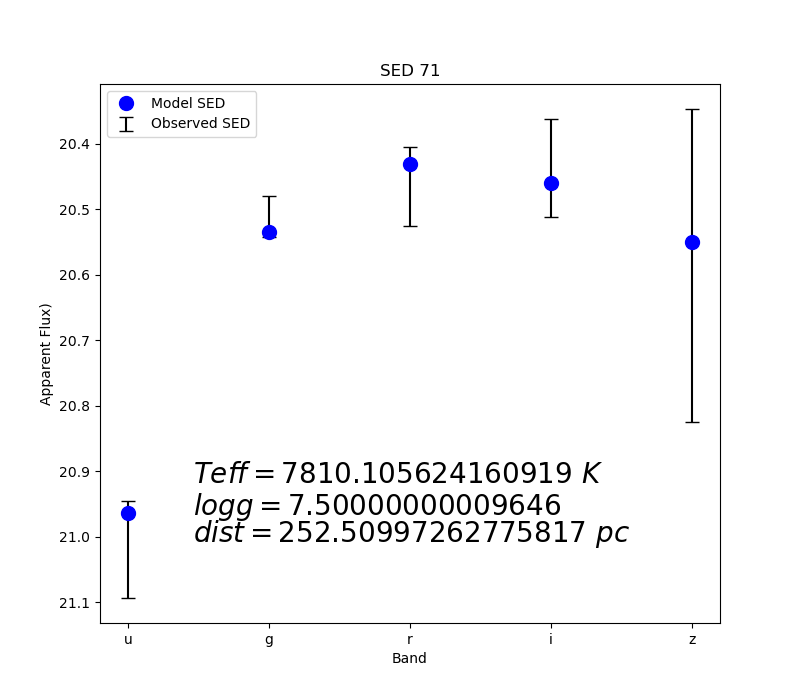 SED 71
Model SED
Observed SED
20.4
20.5
20.6
20.7
20.8
20.9
21.0
21.1
Apparent Flux)
Teff = 7810.105624160919 K
logg = 7.50000000009646
dist = 252.50997262775817 pc
u g r i z
Band